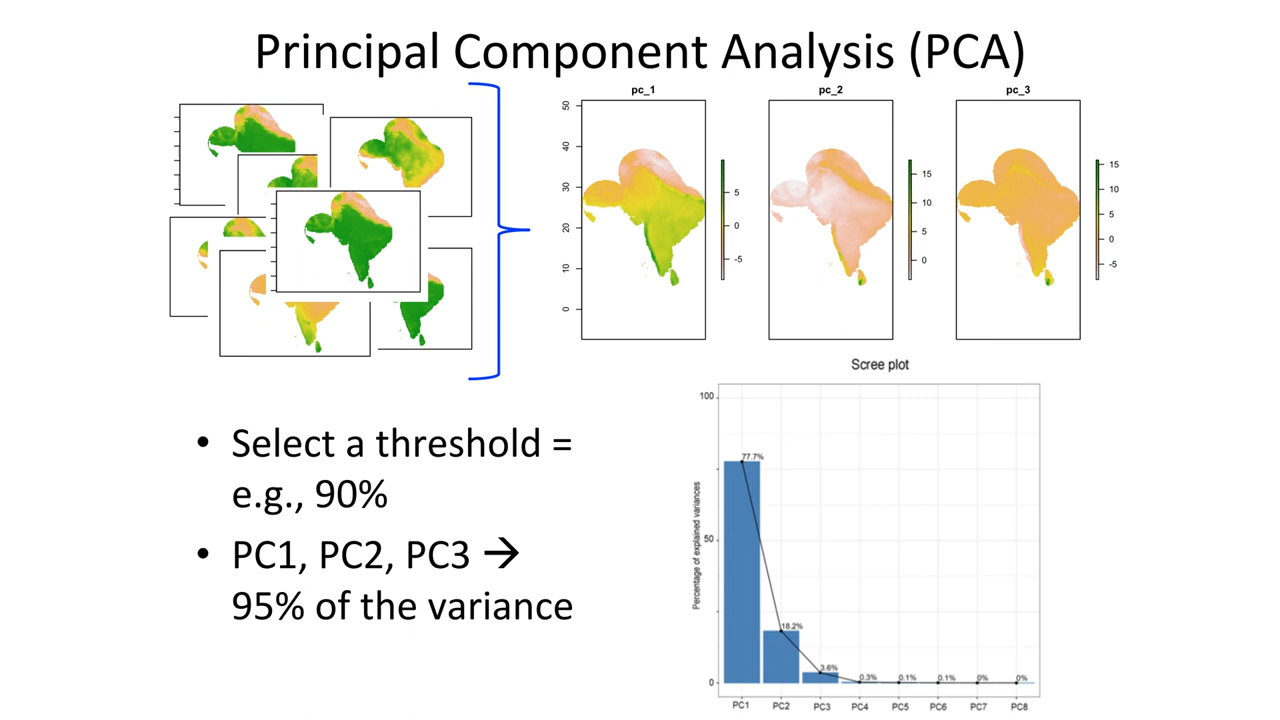 Principal Component Analysis (PCA)
pc_1
pc_2
pc_3
50
40
30
20
10
0
5
0
-5
15
10
5
0
15
10
5
0
-5
• Select a threshold =
e.g., 90%
• PC1, PC2, PC3 →
95% of the variance
Scree plot
Percentage of explained variances
100
50
0
77.7%
18.2%
3.6%
0.3%
0.1%
0.1%
0%
0%
PC1 PC2 PC3 PC4 PC5 PC6 PC7 PC8